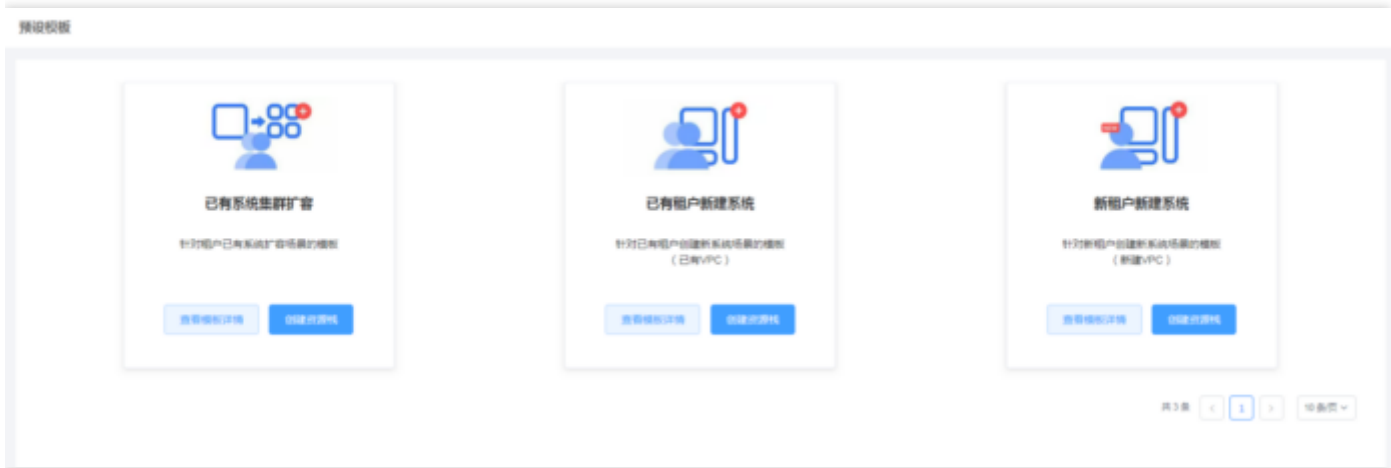 预设模板
已有系统集群扩容
针对租户已有系统扩容场景的模板
查看模板详情 创建资源栈
已有租户新建系统
针对已有租户创建新系统场景的模板
（已有VPC）
查看模板详情 创建资源栈
NEW
新租户新建系统
针对新租户创建新系统场景的模板
（新建VPC）
查看模板详情 创建资源栈
共3条 1 10条/页